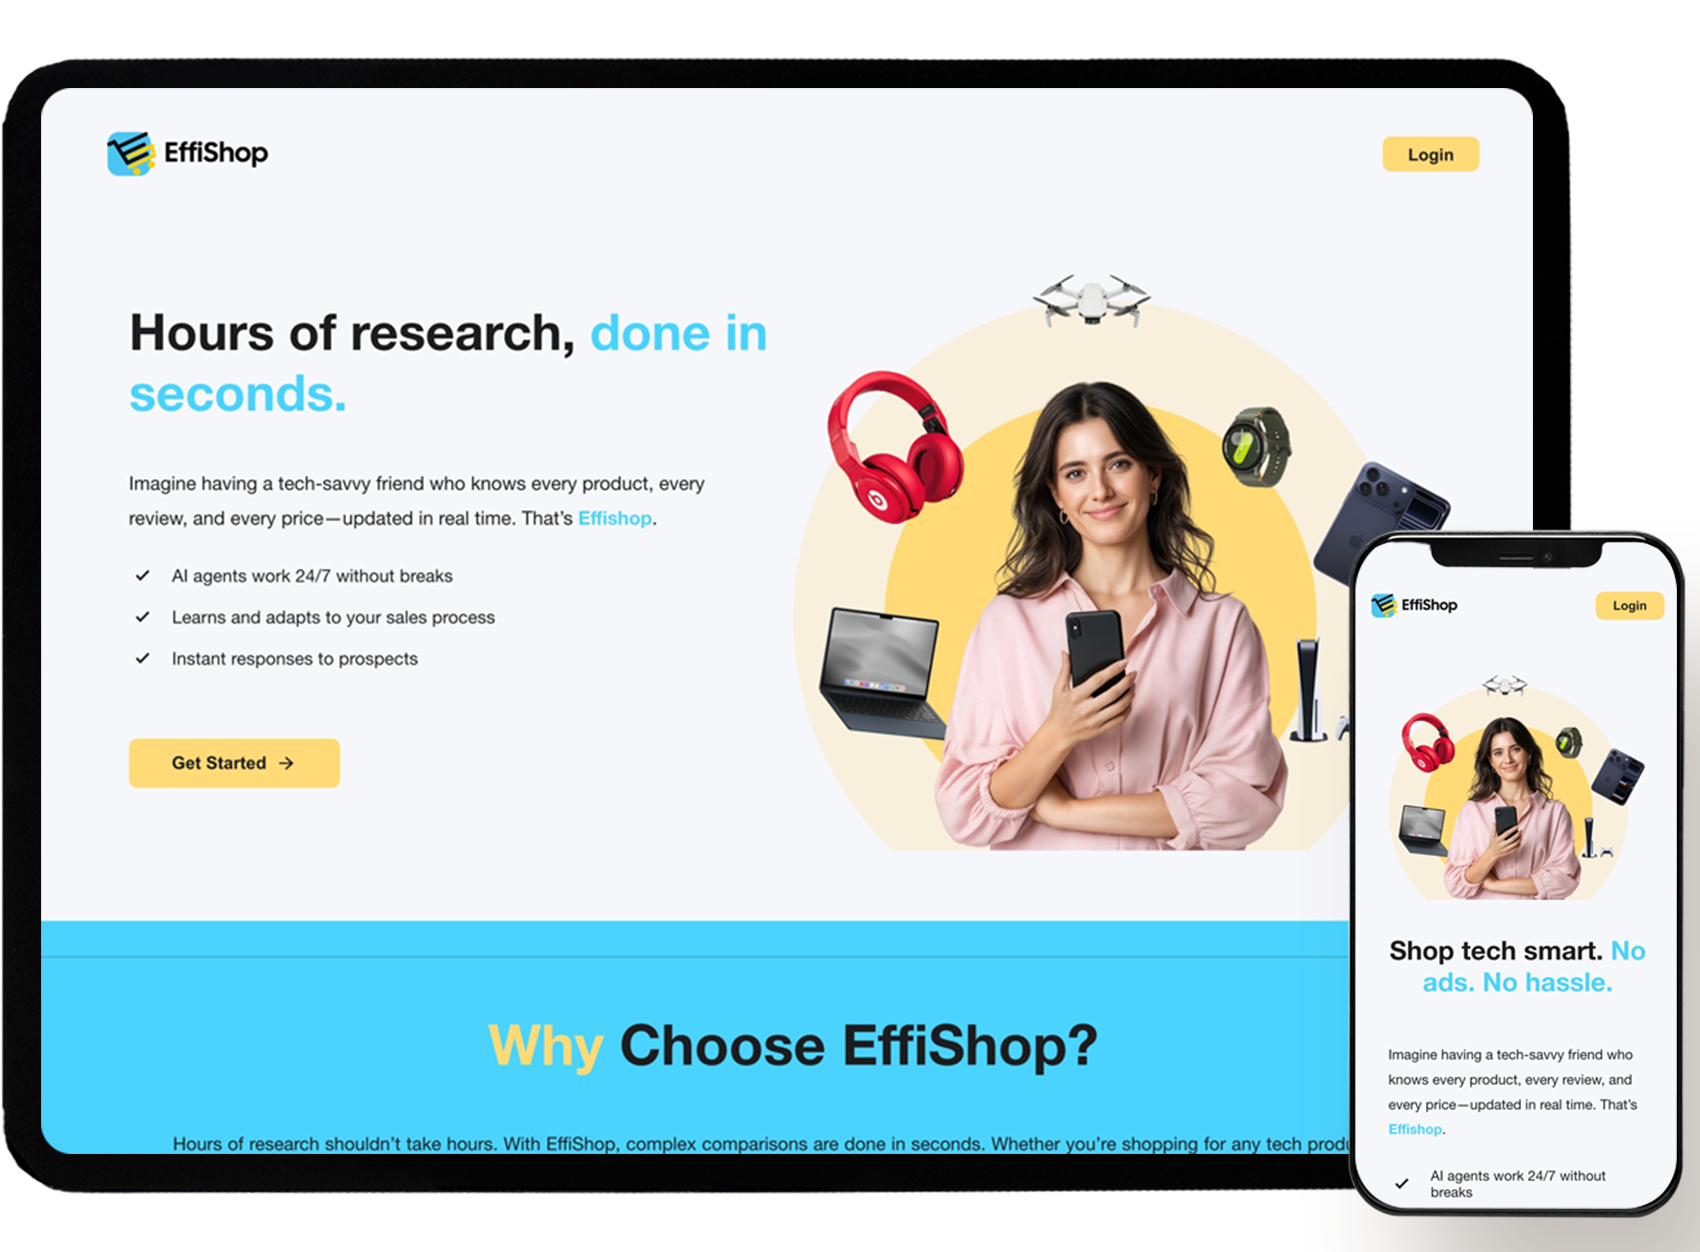 EffiShop
Login
Hours of research, done in
seconds.
Imagine having a tech-savvy friend who knows every product, every
review, and every price—updated in real time. That's Effishop.
AI agents work 24/7 without breaks
Learns and adapts to your sales process
Instant responses to prospects
Get Started →
Why Choose EffiShop?
Hours of research shouldn't take hours. With EffiShop, complex comparisons are done in seconds. Whether you're shopping for any tech produ
EffiShop
Login
Shop tech smart. No
ads. No hassle.
Imagine having a tech-savvy friend who
knows every product, every review, and
every price—updated in real time. That's
Effishop.
AI agents work 24/7 without
breaks